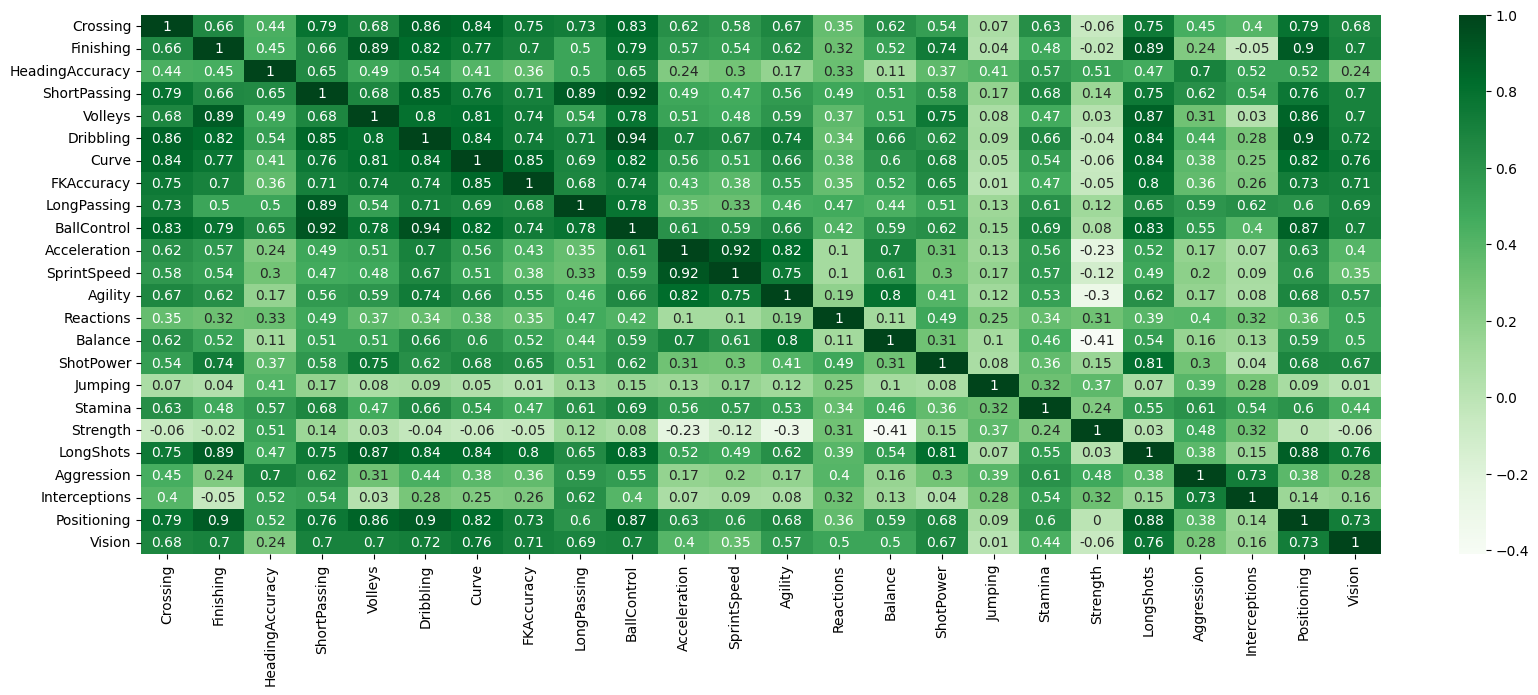 Crossing 1 0.66 0.44 0.79 0.68 0.86 0.84 0.75 0.73 0.83 0.62 0.58 0.67 0.35 0.62 0.54 0.07 0.63 -0.06 0.75 0.45 0.4 0.79 0.68
Finishing 0.66 1 0.45 0.66 0.89 0.82 0.77 0.7 0.5 0.79 0.57 0.54 0.62 0.32 0.52 0.74 0.04 0.48 -0.02 0.89 0.24 -0.05 0.9 0.7
HeadingAccuracy 0.44 0.45 1 0.65 0.49 0.54 0.41 0.36 0.5 0.65 0.24 0.3 0.17 0.33 0.11 0.37 0.41 0.57 0.51 0.47 0.7 0.52 0.52 0.24
ShortPassing 0.79 0.66 0.65 1 0.68 0.85 0.76 0.71 0.89 0.92 0.49 0.47 0.56 0.49 0.51 0.58 0.17 0.68 0.14 0.75 0.62 0.54 0.76 0.7
Volleys 0.68 0.89 0.49 0.68 1 0.8 0.81 0.74 0.54 0.78 0.51 0.48 0.59 0.37 0.51 0.75 0.08 0.47 0.03 0.87 0.31 0.03 0.86 0.7
Dribbling 0.86 0.82 0.54 0.85 0.8 1 0.84 0.74 0.71 0.94 0.7 0.67 0.74 0.34 0.66 0.62 0.09 0.66 -0.04 0.84 0.44 0.28 0.9 0.72
Curve 0.84 0.77 0.41 0.76 0.81 0.84 1 0.85 0.69 0.82 0.56 0.51 0.66 0.38 0.6 0.68 0.05 0.54 -0.06 0.84 0.38 0.25 0.82 0.76
FKAccuracy 0.75 0.7 0.36 0.71 0.74 0.74 0.85 1 0.68 0.74 0.43 0.38 0.55 0.35 0.52 0.65 0.01 0.47 -0.05 0.8 0.36 0.26 0.73 0.71
LongPassing 0.73 0.5 0.5 0.89 0.54 0.71 0.69 0.68 1 0.78 0.35 0.33 0.46 0.47 0.44 0.51 0.13 0.61 0.12 0.65 0.59 0.62 0.6 0.69
BallControl 0.83 0.79 0.65 0.92 0.78 0.94 0.82 0.74 0.78 1 0.61 0.59 0.66 0.42 0.59 0.62 0.15 0.69 0.08 0.83 0.55 0.4 0.87 0.7
Acceleration 0.62 0.57 0.24 0.49 0.51 0.7 0.56 0.43 0.35 0.61 1 0.92 0.82 0.1 0.7 0.31 0.13 0.56 -0.23 0.52 0.17 0.07 0.63 0.4
SprintSpeed 0.58 0.54 0.3 0.47 0.48 0.67 0.51 0.38 0.33 0.59 0.92 1 0.75 0.1 0.61 0.3 0.17 0.57 -0.12 0.49 0.2 0.09 0.6 0.35
Agility 0.67 0.62 0.17 0.56 0.59 0.74 0.66 0.55 0.46 0.66 0.82 0.75 1 0.19 0.8 0.41 0.12 0.53 -0.3 0.62 0.17 0.08 0.68 0.57
Reactions 0.35 0.32 0.33 0.49 0.37 0.34 0.38 0.35 0.47 0.42 0.1 0.1 0.19 1 0.11 0.49 0.25 0.34 0.31 0.39 0.4 0.32 0.36 0.5
Balance 0.62 0.52 0.11 0.51 0.51 0.66 0.6 0.52 0.44 0.59 0.7 0.61 0.8 0.11 1 0.31 0.1 0.46 -0.41 0.54 0.16 0.13 0.59 0.5
ShotPower 0.54 0.74 0.37 0.58 0.75 0.62 0.68 0.65 0.51 0.62 0.31 0.3 0.41 0.49 0.31 1 0.08 0.36 0.15 0.81 0.3 0.04 0.68 0.67
Jumping 0.07 0.04 0.41 0.17 0.08 0.09 0.05 0.01 0.13 0.15 0.13 0.17 0.12 0.25 0.1 0.08 1 0.32 0.37 0.07 0.39 0.28 0.09 0.01
Stamina 0.63 0.48 0.57 0.68 0.47 0.66 0.54 0.47 0.61 0.69 0.56 0.57 0.53 0.34 0.46 0.36 0.32 1 0.24 0.55 0.61 0.54 0.6 0.44
Strength -0.06 -0.02 0.51 0.14 0.03 -0.04 -0.06 -0.05 0.12 0.08 -0.23 -0.12 -0.3 0.31 -0.41 0.15 0.37 0.24 1 0.03 0.48 0.32 0 -0.06
LongShots 0.75 0.89 0.47 0.75 0.87 0.84 0.84 0.8 0.65 0.83 0.52 0.49 0.62 0.39 0.54 0.81 0.07 0.55 0.03 1 0.38 0.15 0.88 0.76
Aggression 0.45 0.24 0.7 0.62 0.31 0.44 0.38 0.36 0.59 0.55 0.17 0.2 0.17 0.4 0.16 0.3 0.39 0.61 0.48 0.38 1 0.73 0.38 0.28
Interceptions 0.4 -0.05 0.52 0.54 0.03 0.28 0.25 0.26 0.62 0.4 0.07 0.09 0.08 0.32 0.13 0.04 0.28 0.54 0.32 0.15 0.73 1 0.14 0.16
Positioning 0.79 0.9 0.52 0.76 0.86 0.9 0.82 0.73 0.6 0.87 0.63 0.6 0.68 0.36 0.59 0.68 0.09 0.6 0 0.88 0.38 0.14 1 0.73
Vision 0.68 0.7 0.24 0.7 0.7 0.72 0.76 0.71 0.69 0.7 0.4 0.35 0.57 0.5 0.5 0.67 0.01 0.44 -0.06 0.76 0.28 0.16 0.73 1
Crossing Finishing HeadingAccuracy ShortPassing Volleys Dribbling Curve FKAccuracy LongPassing BallControl Acceleration SprintSpeed Agility Reactions Balance ShotPower Jumping Stamina Strength LongShots Aggression Interceptions Positioning Vision
1.0
0.8
0.6
0.4
0.2
0.0
−0.2
−0.4